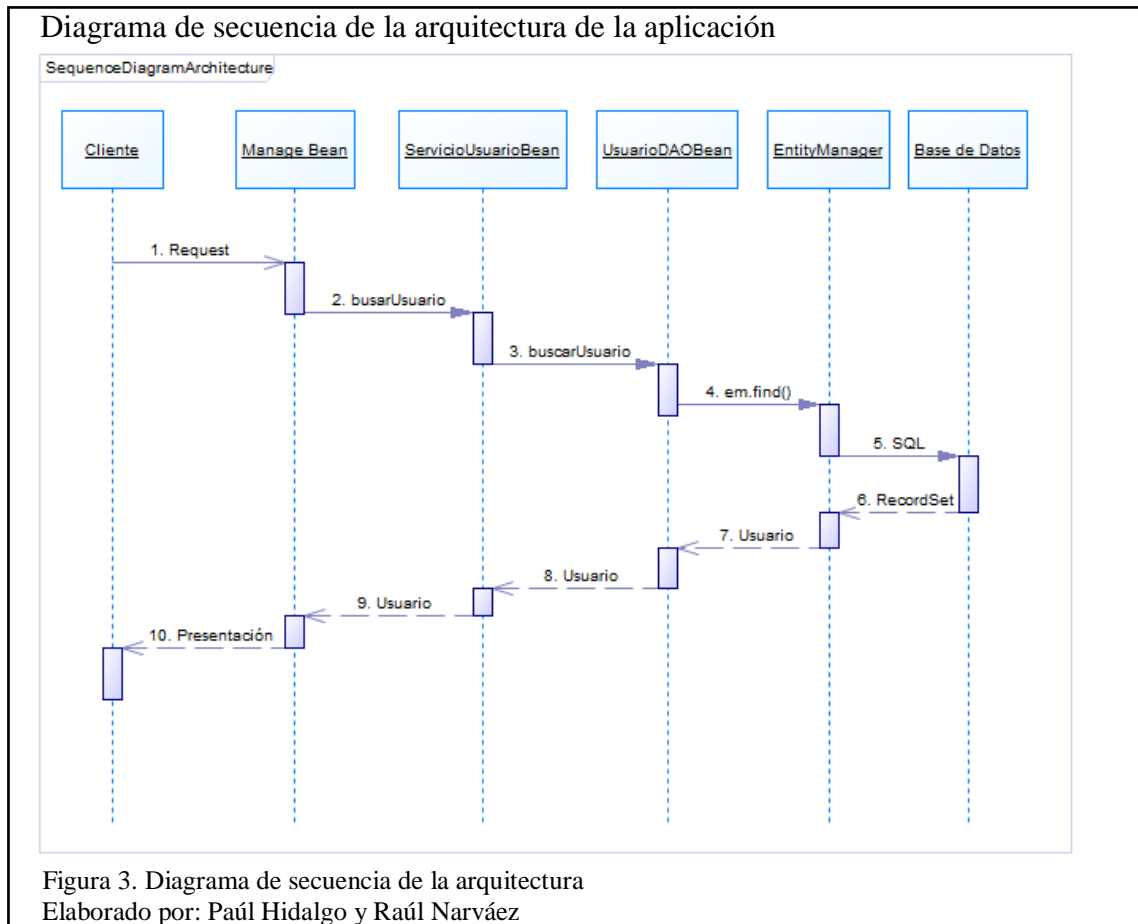 Diagrama de secuencia de la arquitectura de la aplicación
SequenceDiagramArchitecture
Cliente
Manage Bean
ServicioUsuarioBean
UsuarioDAOBean
EntityManager
Base de Datos
1. Request
2. busarUsuario
3. buscarUsuario
4. em.find()
5. SQL
6. RecordSet
7. Usuario
8. Usuario
9. Usuario
10. Presentación
Figura 3. Diagrama de secuencia de la arquitectura
Elaborado por: Paúl Hidalgo y Raúl Narváez